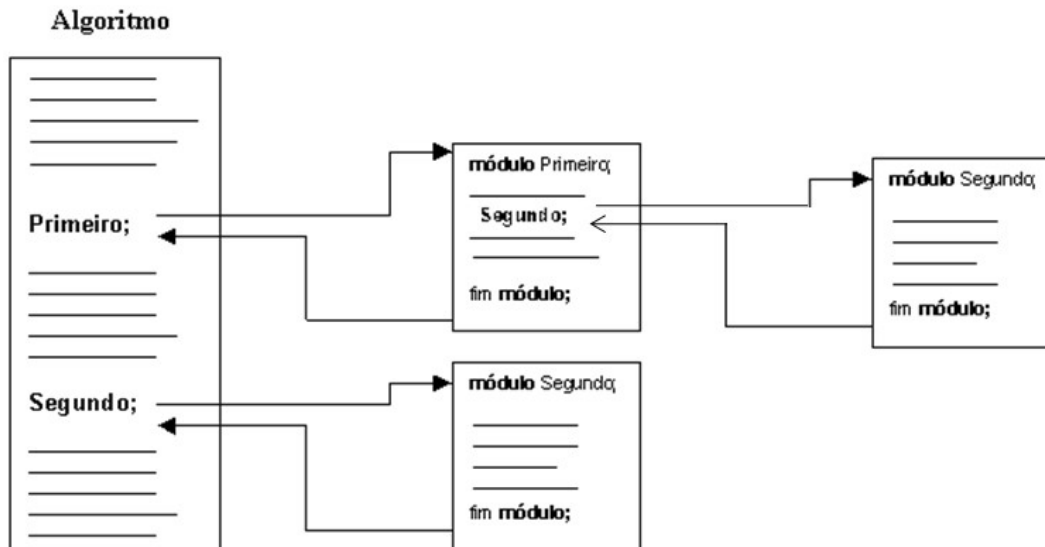 Algoritmo
Primeiro;
Segundo;
módulo Primeiro;
Segundo;
fim módulo;
módulo Segundo;
fim módulo;
módulo Segundo;
fim módulo;